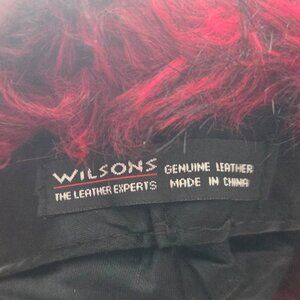 WILSONS
THE LEATHER EXPERTS
GENUINE LEATHER
MADE IN CHINA